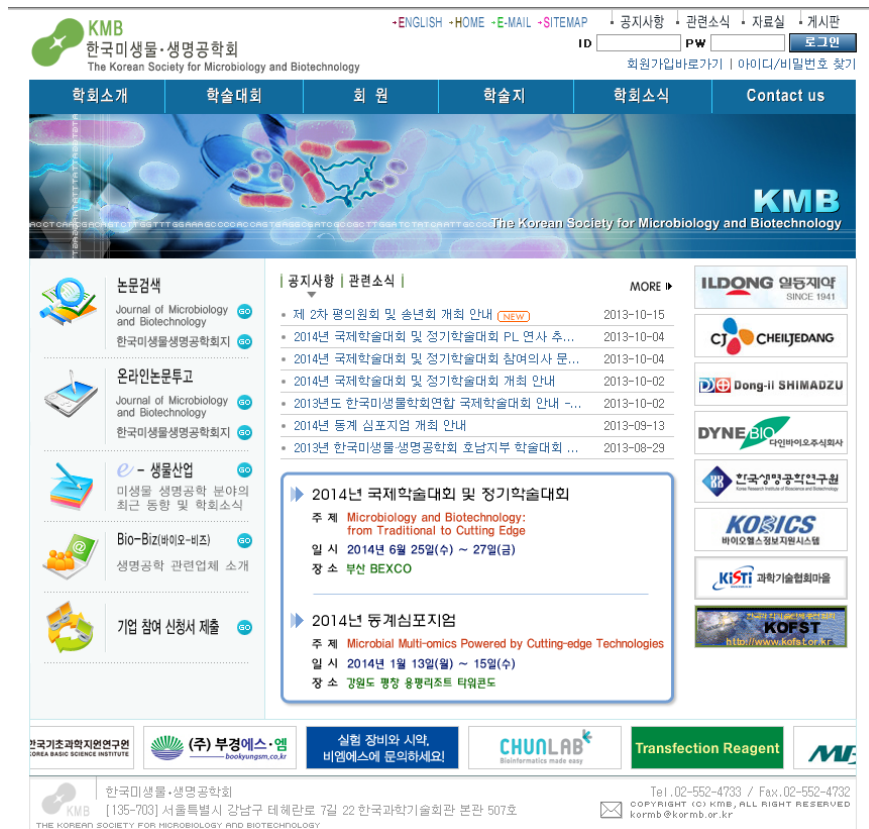 KMB
한국미생물·생명공학회
The Korean Society for Microbiology and Biotechnology
ENGLISH HOME E-MAIL SITEMAP
공지사항 관련소식 자료실 게시판
ID PW 로그인
회원가입바로가기 | 아이디/비밀번호 찾기
학회소개 학술대회 회 원 학술지 학회소식 Contact us
KMB
The Korean Society for Microbiology and Biotechnology
논문검색
Journal of Microbiology and Biotechnology GO
한국미생물생명공학회지 GO
온라인논문투고
Journal of Microbiology and Biotechnology GO
한국미생물생명공학회지 GO
e - 생물산업 GO
미생물 생명공학 분야의
최근 동향 및 학회소식
Bio-Biz(바이오-비즈) GO
생명공학 관련업체 소개
기업 참여 신청서 제출 GO
공지사항 | 관련소식 | MORE
제 2차 평의원회 및 송년회 개최 안내 NEW 2013-10-15
2014년 국제학술대회 및 정기학술대회 PL 연사 추... 2013-10-04
2014년 국제학술대회 및 정기학술대회 참여의사 문... 2013-10-04
2014년 국제학술대회 및 정기학술대회 개최 안내 2013-10-02
2013년도 한국미생물학회연합 국제학술대회 안내 -... 2013-10-02
2014년 동계 심포지엄 개최 안내 2013-09-13
2013년 한국미생물·생명공학회 호남지부 학술대회 ... 2013-08-29
2014년 국제학술대회 및 정기학술대회
주 제 Microbiology and Biotechnology:
from Traditional to Cutting Edge
일 시 2014년 6월 25일(수) ~ 27일(금)
장 소 부산 BEXCO
2014년 동계심포지엄
주 제 Microbial Multi-omics Powered by Cutting-edge Technologies
일 시 2014년 1월 13일(월) ~ 15일(수)
장 소 강원도 평창 용평리조트 타워콘도
ILDONG 일동제약
SINCE 1941
CJ CHEILJEDANG
Dong-il SHIMADZU
DYNE BIO
다인바이오주식회사
한국생명공학연구원
Korea Research Institute of Bioscience and Biotechnology
KOBICS
바이오헬스정보지원시스템
KiSTi 과학기술협회마을
KOFST
http://www.kofst.or.kr
한국기초과학지원연구원
KOREA BASIC SCIENCE INSTITUTE
(주) 부경에스·엠
bookyungsm.co.kr
실험 장비와 시약,
비엠에스에 문의하세요!
CHUNLAB
Bioinformatics made easy
Transfection Reagent
KMB
한국미생물·생명공학회
[135-703] 서울특별시 강남구 테헤란로 7길 22 한국과학기술회관 본관 507호
THE KOREAN SOCIETY FOR MICROBIOLOGY AND BIOTECHNOLOGY
Tel.02-552-4733 / Fax.02-552-4732
COPYRIGHT (C) KMB, ALL RIGHT RESERVED
kormb@kormb.or.kr